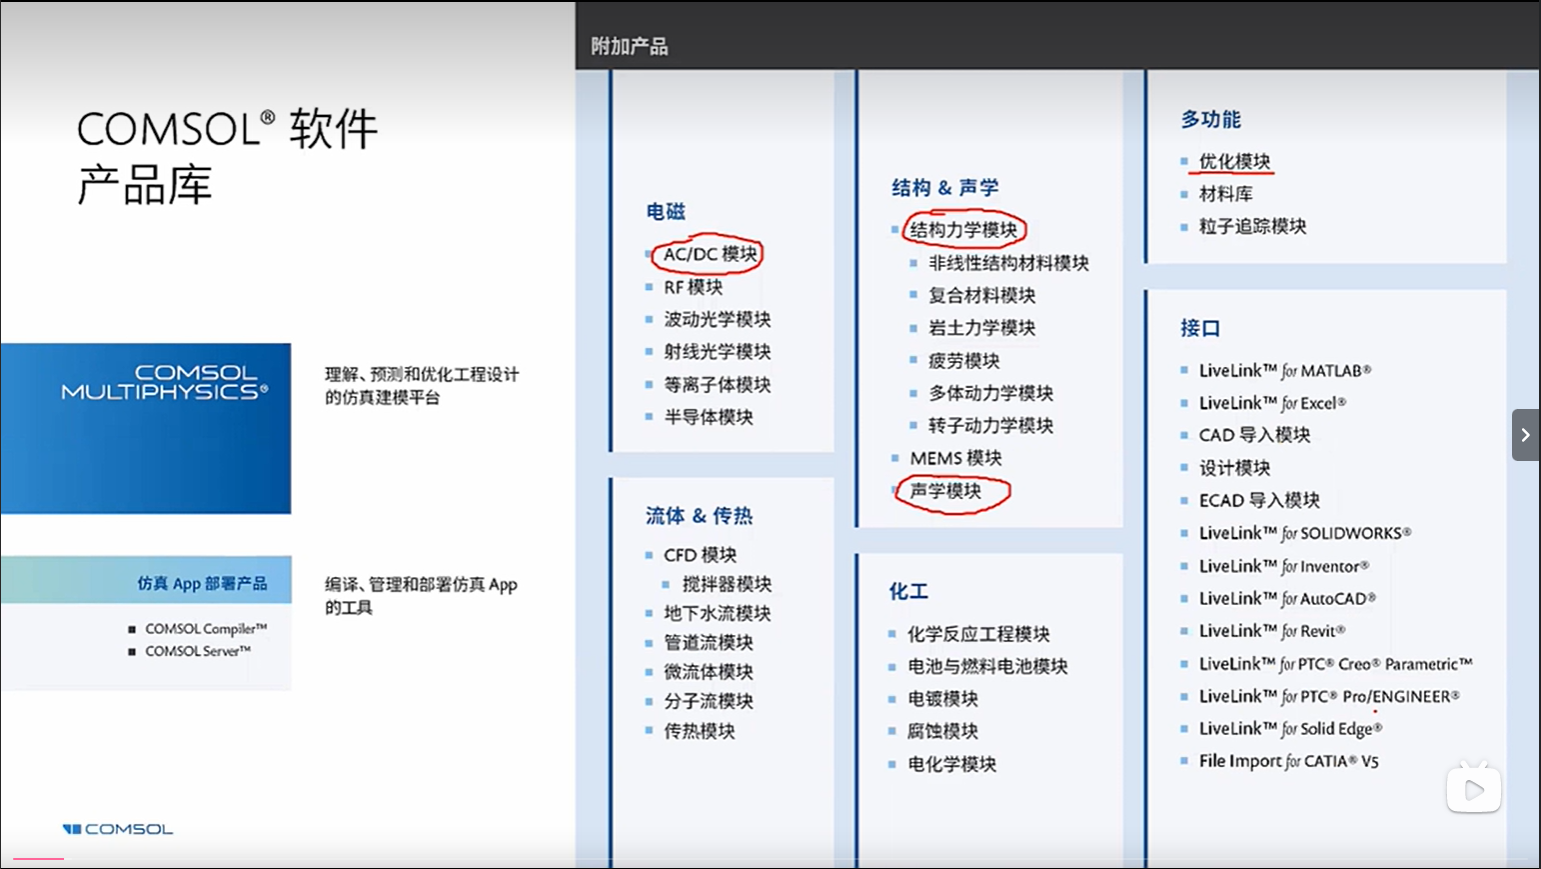 附加产品
COMSOL® 软件
产品库
COMSOL
MULTIPHYSICS®
理解、预测和优化工程设计
的仿真建模平台
仿真 App 部署产品
COMSOL Compiler™
COMSOL Server™
编译、管理和部署仿真 App
的工具
COMSOL
电磁
AC/DC 模块
RF 模块
波动光学模块
射线光学模块
等离子体模块
半导体模块
流体 & 传热
CFD 模块
搅拌器模块
地下水流模块
管道流模块
微流体模块
分子流模块
传热模块
结构 & 声学
结构力学模块
非线性结构材料模块
复合材料模块
岩土力学模块
疲劳模块
多体动力学模块
转子动力学模块
MEMS 模块
声学模块
化工
化学反应工程模块
电池与燃料电池模块
电镀模块
腐蚀模块
电化学模块
多功能
优化模块
材料库
粒子追踪模块
接口
LiveLink™ for MATLAB®
LiveLink™ for Excel®
CAD 导入模块
设计模块
ECAD 导入模块
LiveLink™ for SOLIDWORKS®
LiveLink™ for Inventor®
LiveLink™ for AutoCAD®
LiveLink™ for Revit®
LiveLink™ for PTC® Creo® Parametric™
LiveLink™ for PTC® Pro/ENGINEER®
LiveLink™ for Solid Edge®
File Import for CATIA® V5